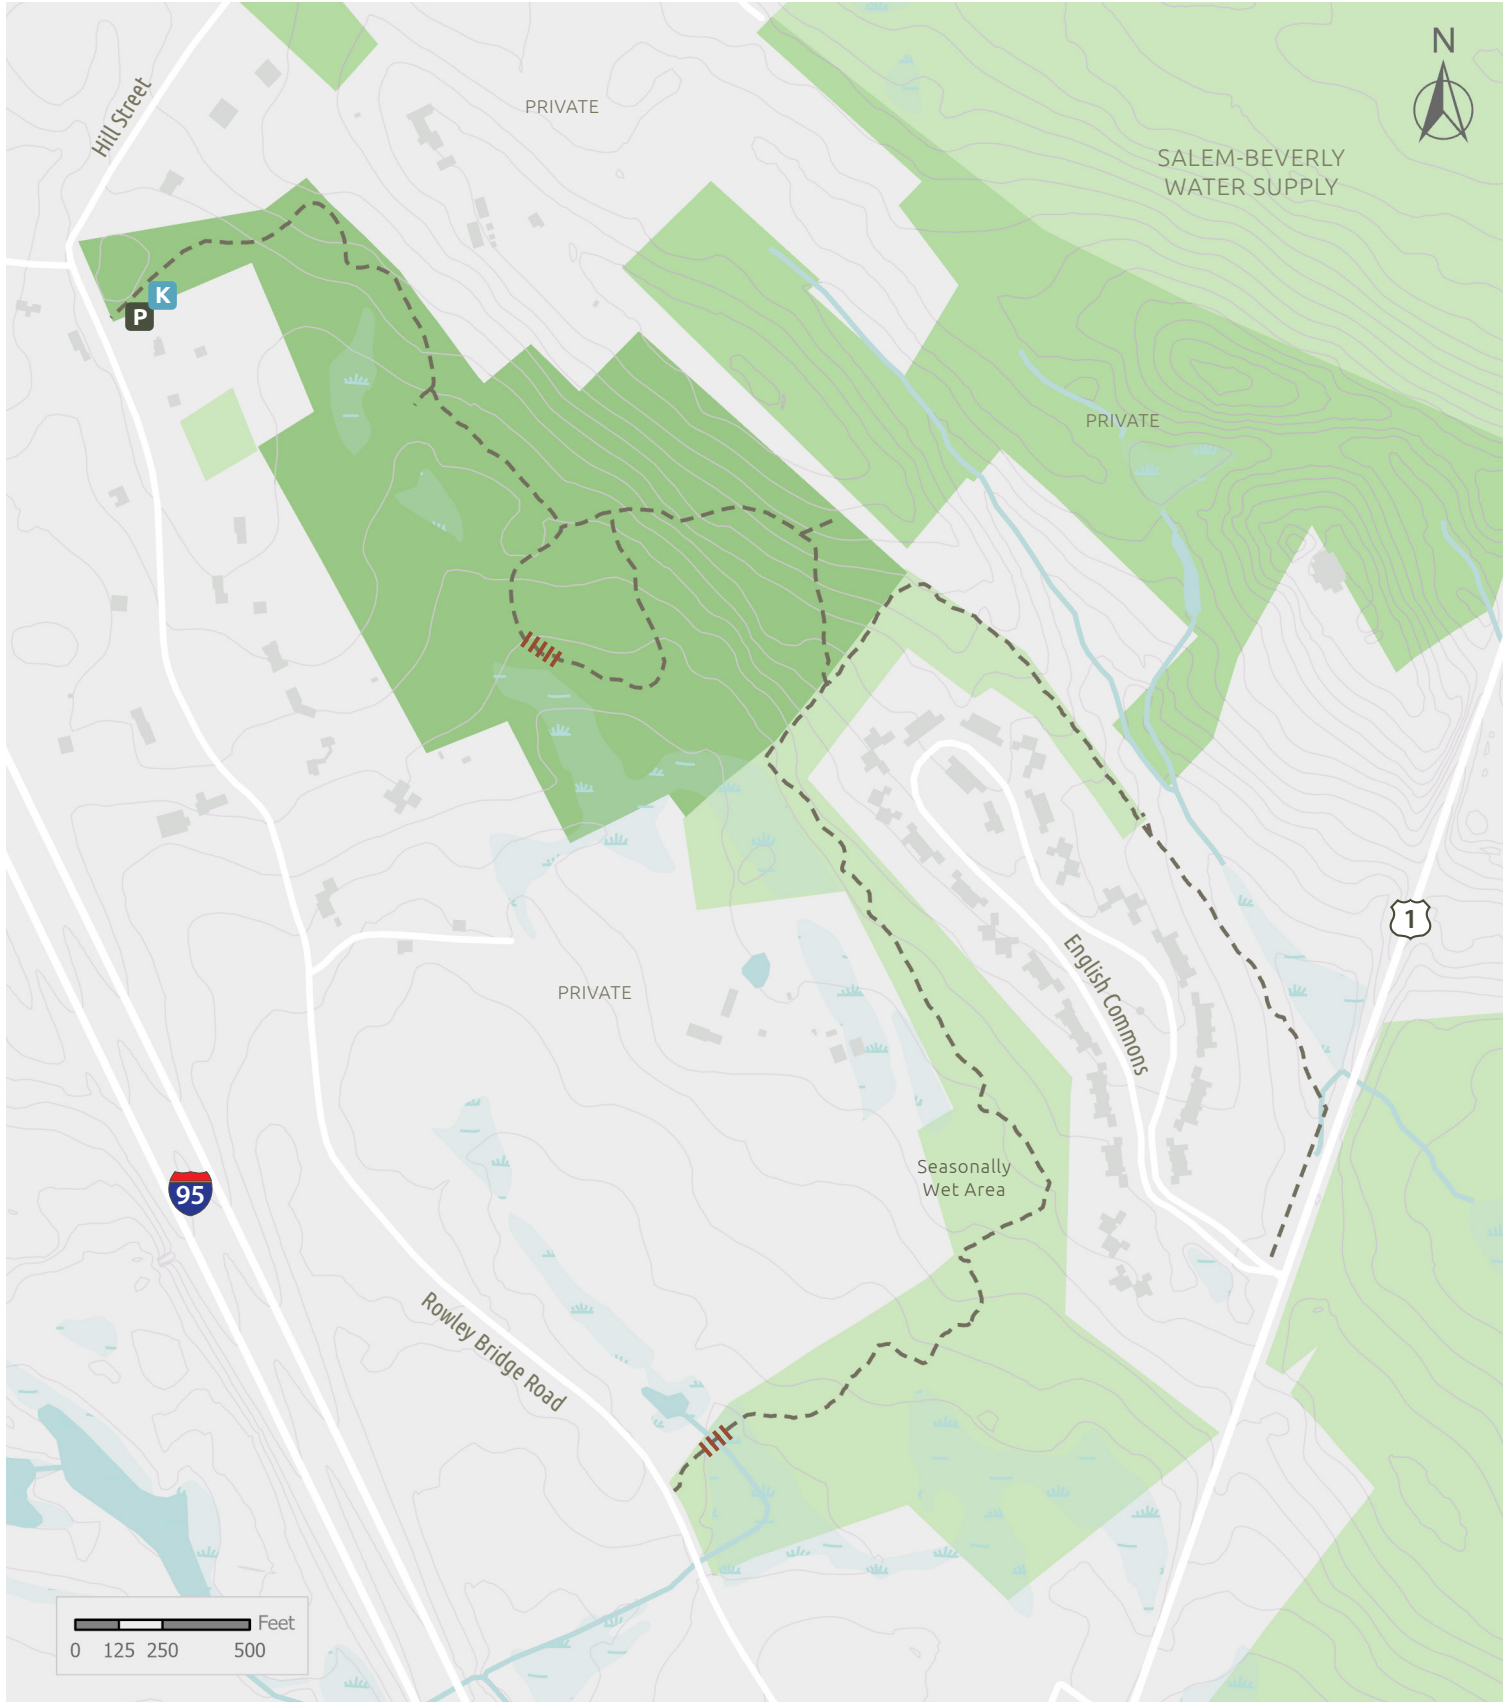 N
Hill Street
PRIVATE
SALEM-BEVERLY
WATER SUPPLY
K
P
PRIVATE
1
English Commons
PRIVATE
Seasonally
Wet Area
95
Rowley Bridge Road
Feet
0 125 250 500